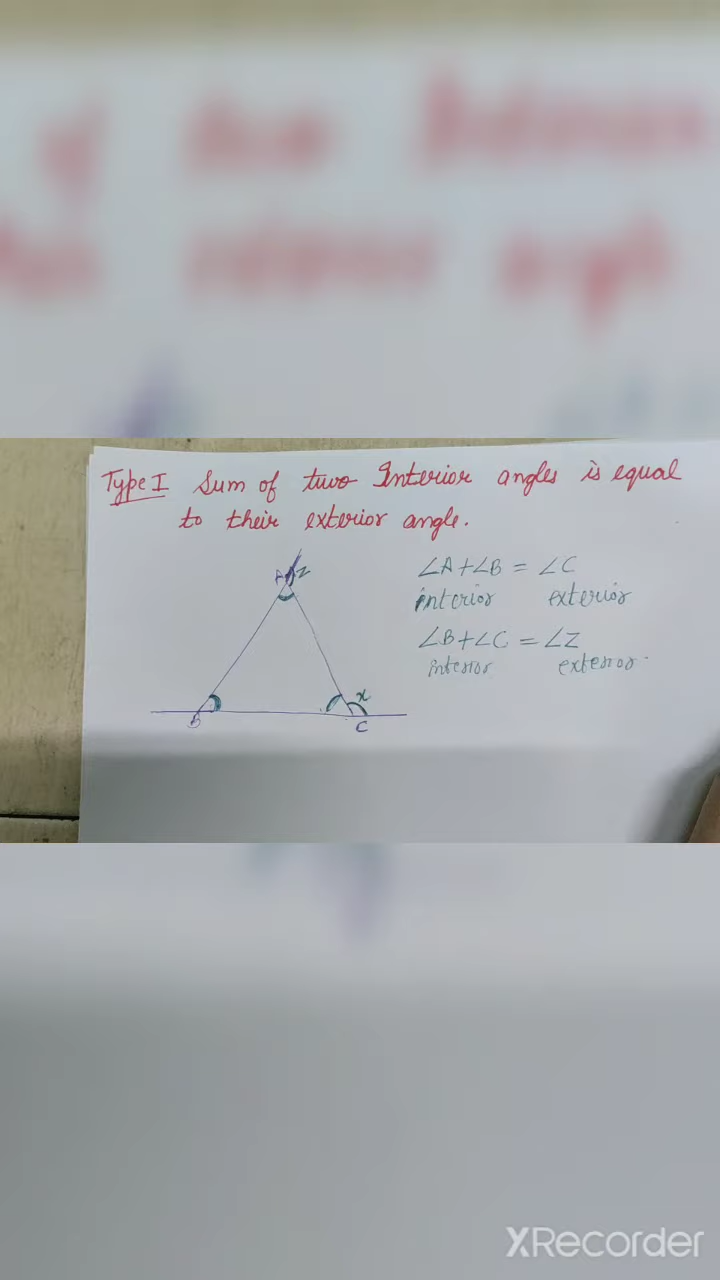 Type I Sum of two Interior angles is equal
to their exterior angle.
A Z
∠A+∠B = ∠C
interior exterior
∠B+∠C = ∠Z
interior exterior.
x
B
C
XRecorder